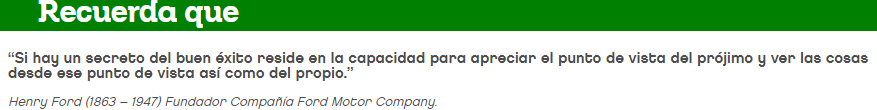 Recuerda que
“Si hay un secreto del buen éxito reside en la capacidad para apreciar el punto de vista del prójimo y ver las cosas
desde ese punto de vista así como del propio.”
Henry Ford (1863 – 1947) Fundador Compañía Ford Motor Company.